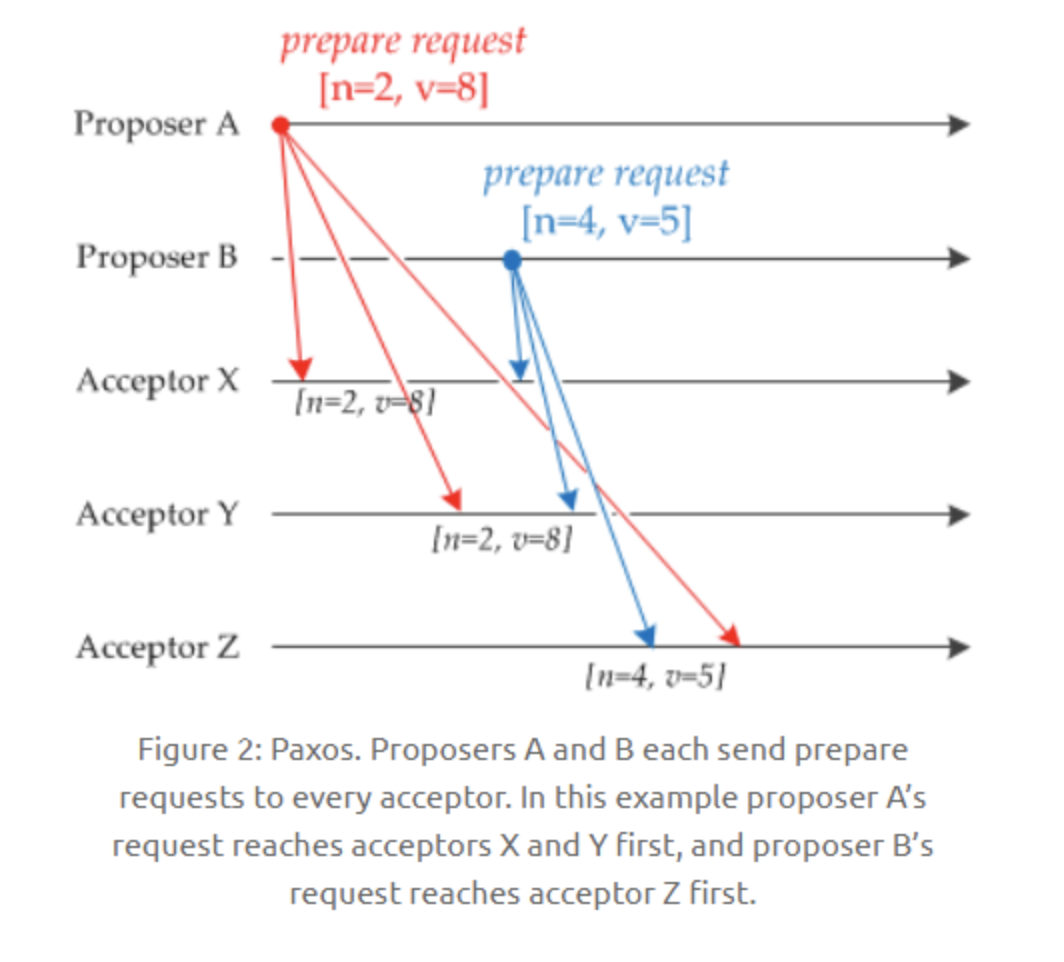 prepare request
[n=2, v=8]
Proposer A
prepare request
[n=4, v=5]
Proposer B
Acceptor X
[n=2, v=8]
Acceptor Y
[n=2, v=8]
Acceptor Z
[n=4, v=5]
Figure 2: Paxos. Proposers A and B each send prepare
requests to every acceptor. In this example proposer A’s
request reaches acceptors X and Y first, and proposer B’s
request reaches acceptor Z first.